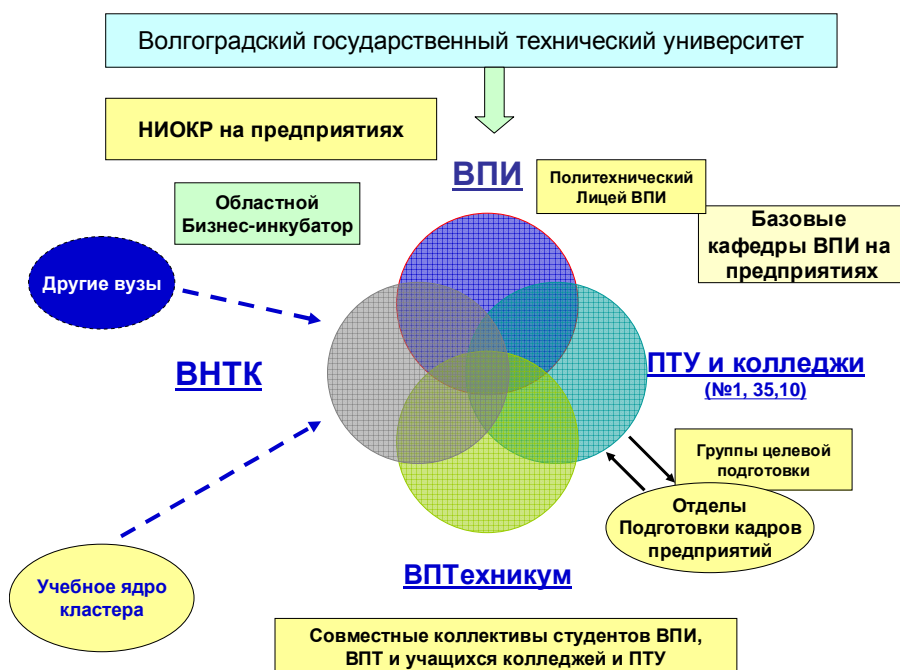 Волгоградский государственный технический университет
НИОКР на предприятиях
ВПИ
Политехнический
Лицей ВПИ
Областной
Бизнес-инкубатор
Базовые
кафедры ВПИ на
предприятиях
Другие вузы
ВНТК
ПТУ и колледжи
(№1, 35,10)
Группы целевой
подготовки
Отделы
Подготовки кадров
предприятий
ВПТехникум
Учебное ядро
кластера
Совместные коллективы студентов ВПИ,
ВПТ и учащихся колледжей и ПТУ